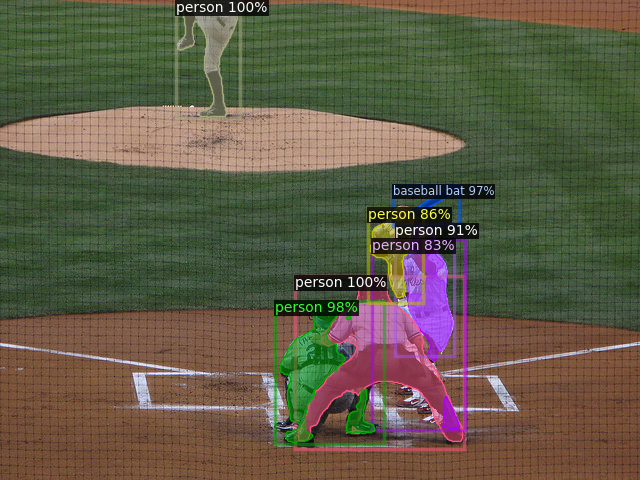 person 100%
baseball bat 97%
person 86%
person 91%
person 83%
person 100%
person 98%